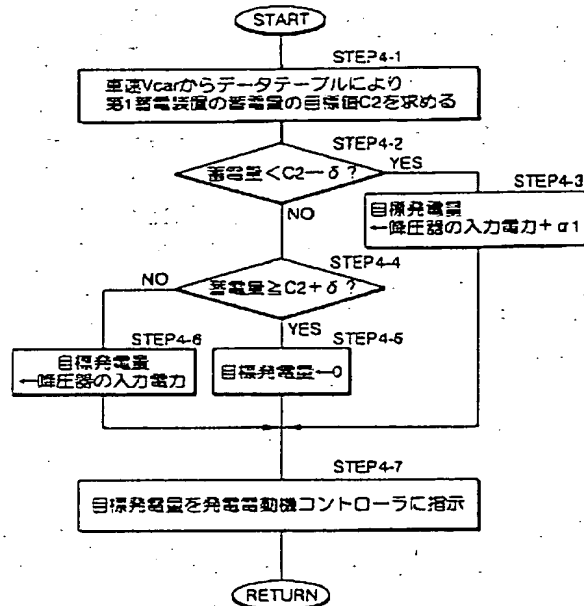 START
STEP4-1
車速Vcarからデータテーブルにより
第1蓄電装置の蓄電量の目標値C2を求める
STEP4-2
蓄電量<C2-δ?
YES
STEP4-3
NO
目標発電量
←降圧器の入力電力+α1
STEP4-4
NO
蓄電量≧C2+δ?
YES
STEP4-6
STEP4-5
目標発電量
←降圧器の入力電力
目標発電量←0
STEP4-7
目標発電量を発電電動機コントローラに指示
RETURN